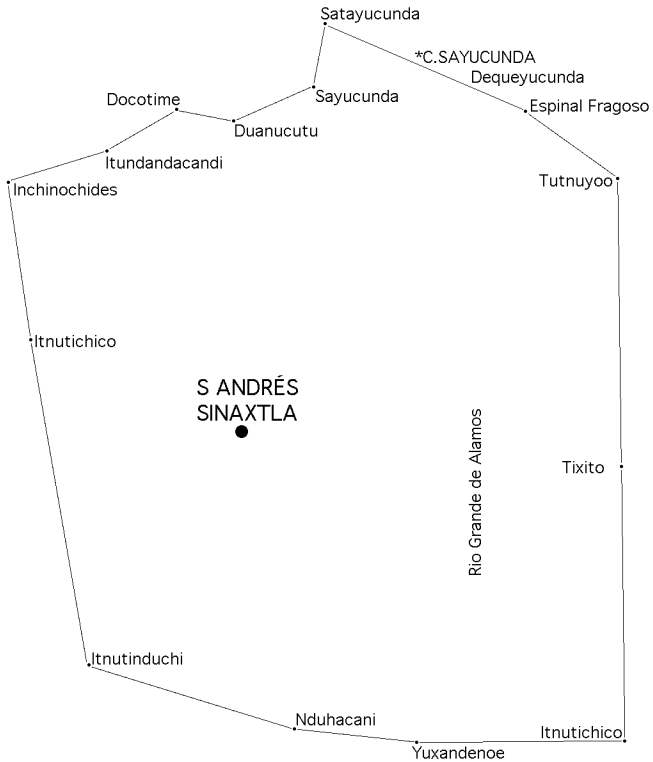 Satayucunda
*C.SAYUCUNDA
Dequeyucunda
Docotime
Sayucunda
Espinal Fragoso
Duanucutu
Itundandacandi
Tutnuyoo
Inchinochides
Itnutichico
S ANDRÉS
SINAXTLA
Rio Grande de Alamos
Tixito
Itnutinduchi
Nduhacani
Itnutichico
Yuxandenoe